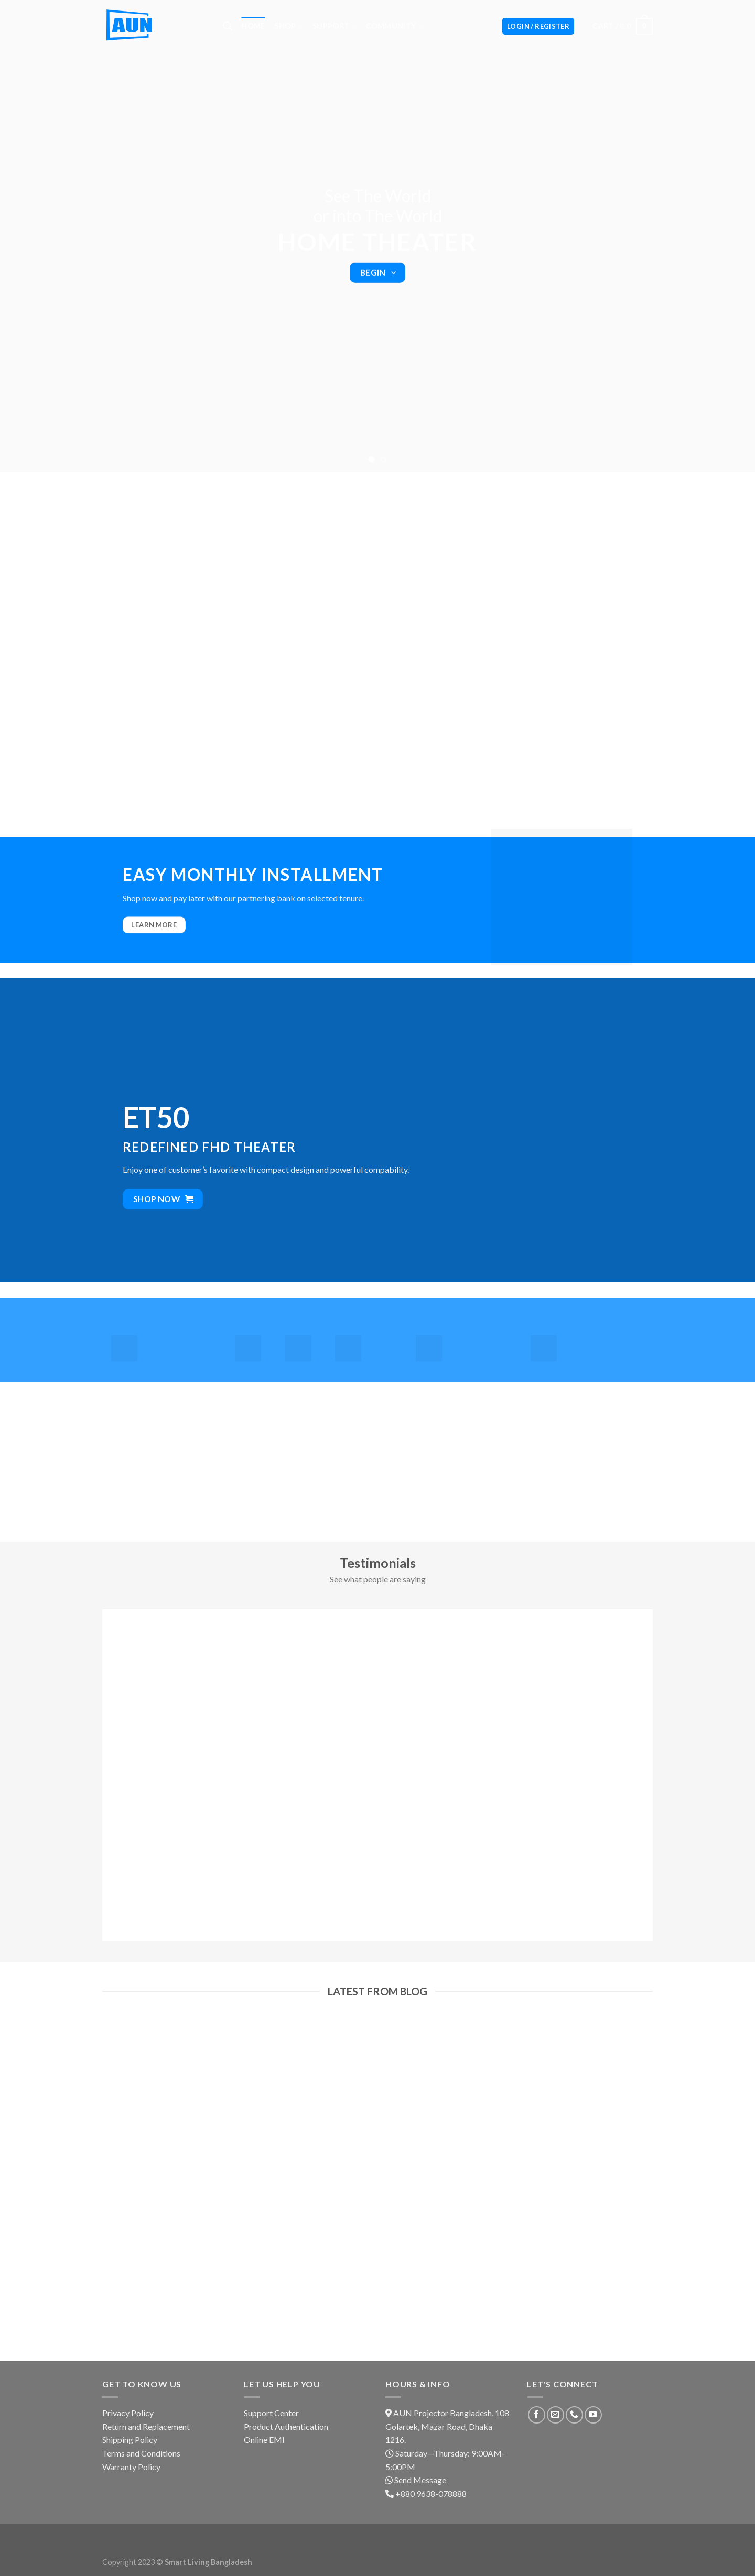 AUN
LOGIN / REGISTER
See The World
or Into The World
HOME THEATER
BEGIN
EASY MONTHLY INSTALLMENT
Shop now and pay later with our partnering bank on selected tenure.
LEARN MORE
ET50
REDEFINED FHD THEATER
Enjoy one of customer's favorite with compact design and powerful compability.
SHOP NOW
Testimonials
See what people are saying
LATEST FROM BLOG
GET TO KNOW US
Privacy Policy
Return and Replacement
Shipping Policy
Terms and Conditions
Warranty Policy
LET US HELP YOU
Support Center
Product Authentication
Online EMI
HOURS & INFO
AUN Projector Bangladesh, 108
Golartek, Mazar Road, Dhaka
1216.
Saturday—Thursday: 9:00AM–
5:00PM
Send Message
+880 9638-078888
LET'S CONNECT
Copyright 2023 © Smart Living Bangladesh